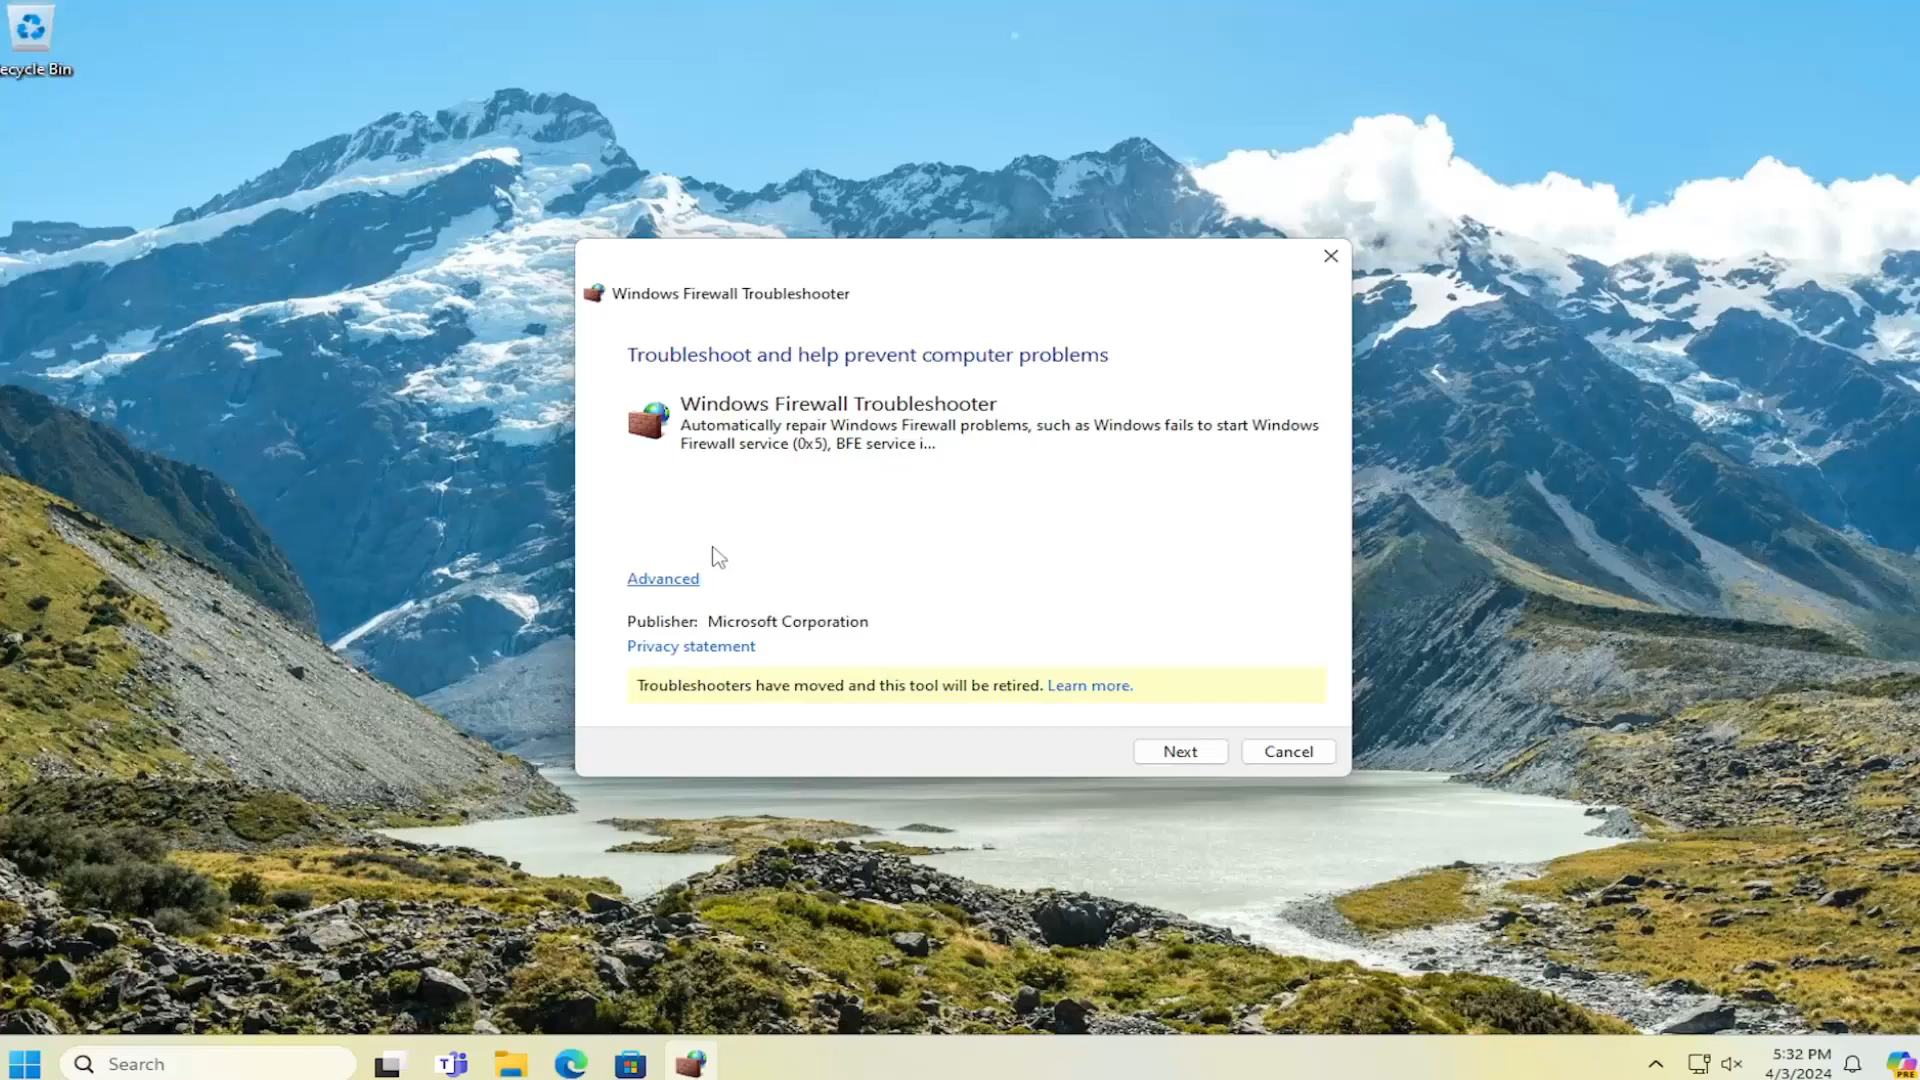 ecycle Bin
Windows Firewall Troubleshooter
Troubleshoot and help prevent computer problems
Windows Firewall Troubleshooter
Automatically repair Windows Firewall problems, such as Windows fails to start Windows
Firewall service (0x5), BFE service i...
Advanced
Publisher: Microsoft Corporation
Privacy statement
Troubleshooters have moved and this tool will be retired. Learn more.
Next Cancel
Search
5:32 PM
4/3/2024
PRE